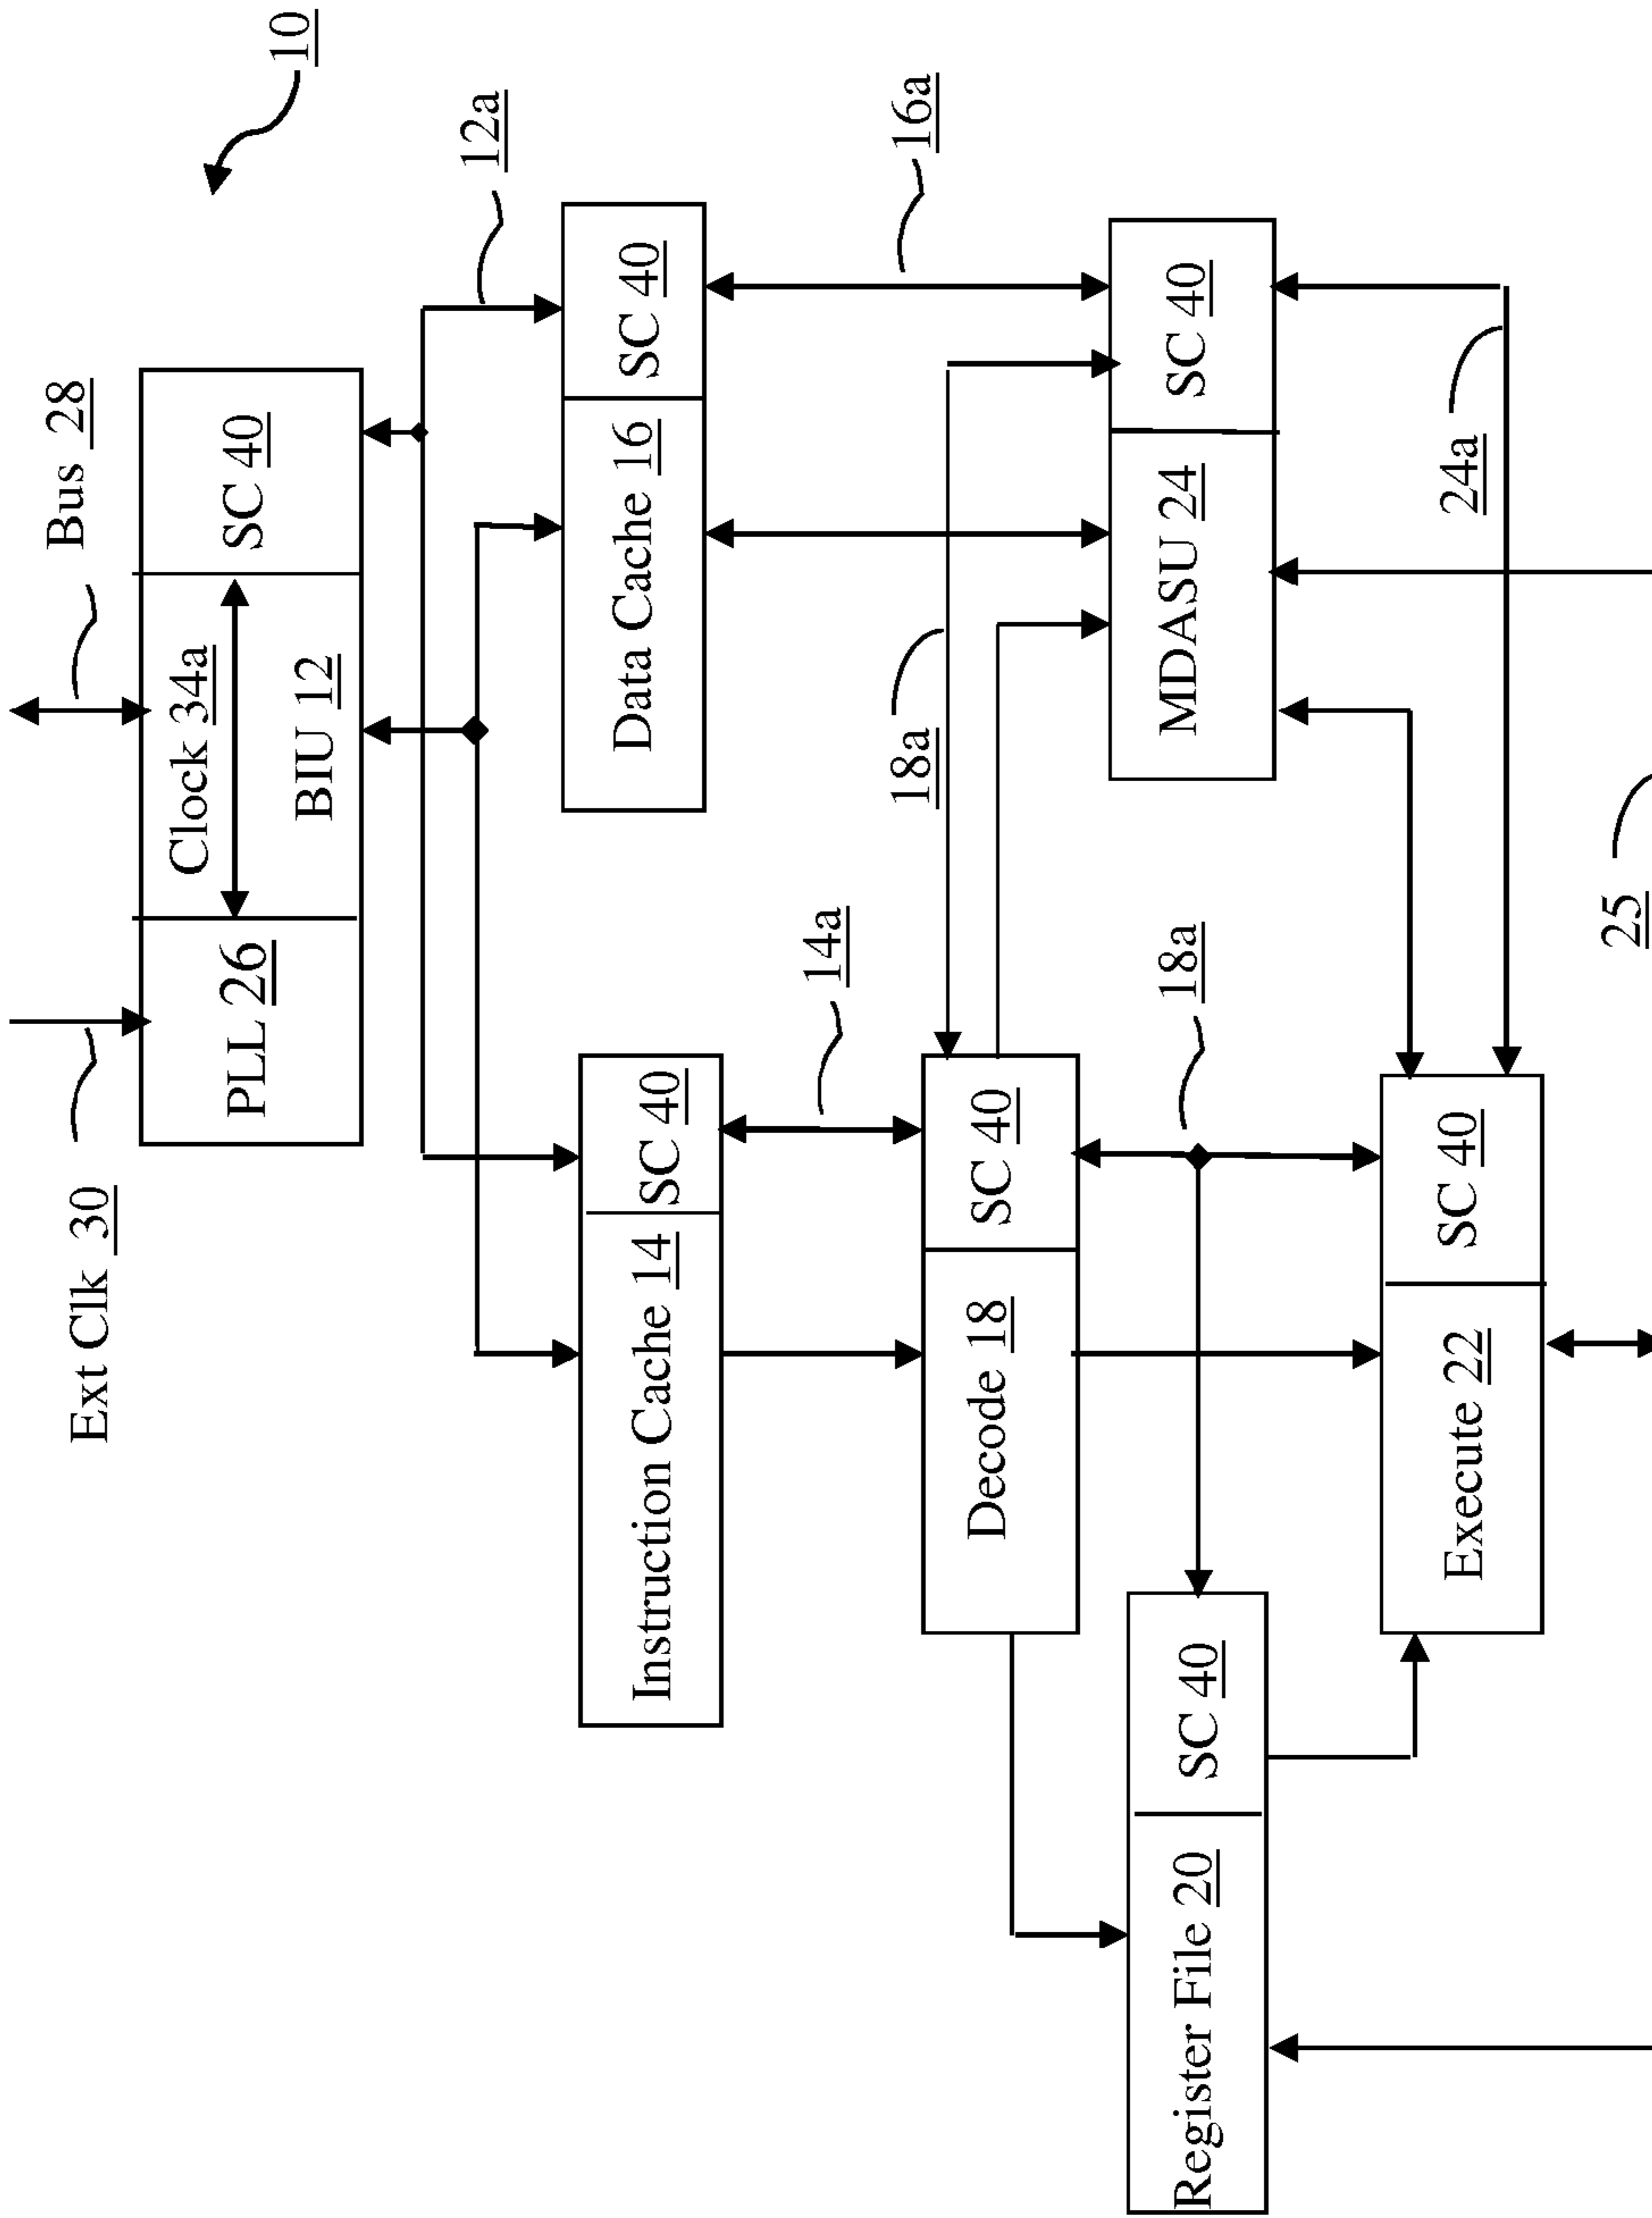 10
Bus 28
Ext Clk 30
PLL 26
Clock 34a
BIU 12
SC 40
12a
Instruction Cache 14
SC 40
Data Cache 16
SC 40
14a
16a
18a
Decode 18
SC 40
18a
Register File 20
SC 40
MDASU 24
SC 40
Execute 22
SC 40
24a
25